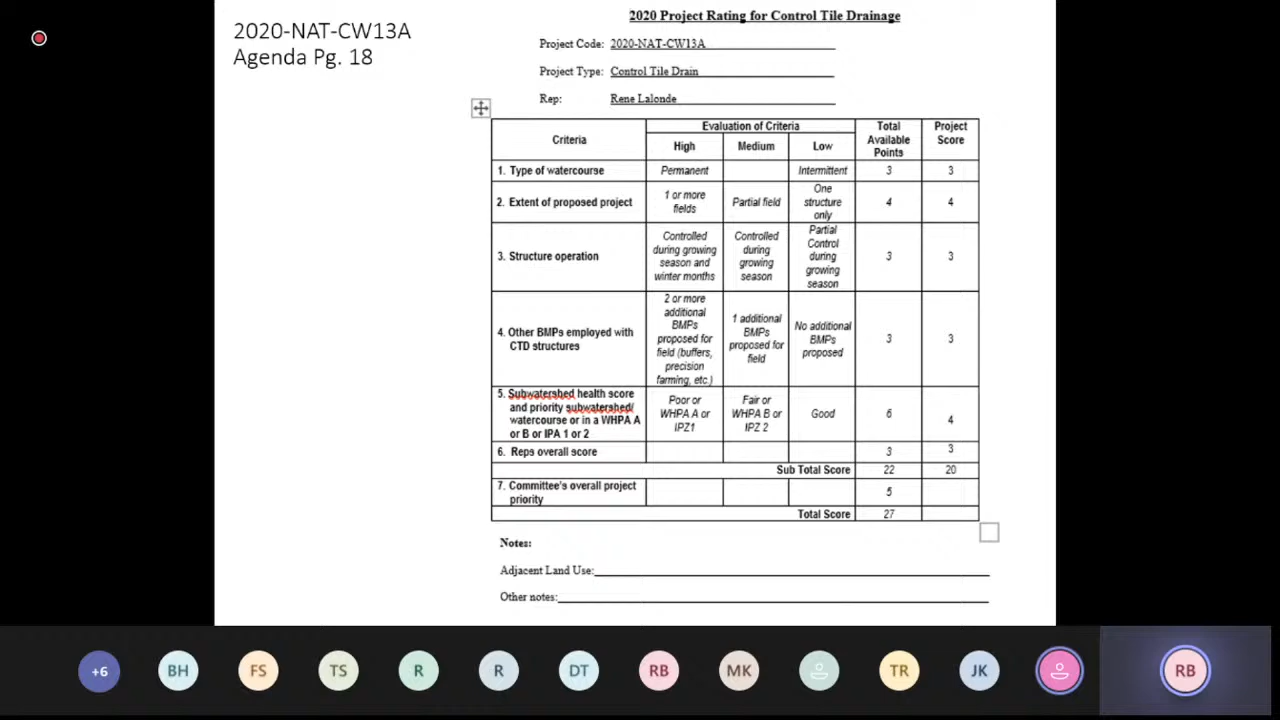 2020-NAT-CW13A
Agenda Pg. 18
2020 Project Rating for Control Tile Drainage
Project Code: 2020-NAT-CW13A
Project Type: Control Tile Drain
Rep: Rene Lalonde
Criteria
Evaluation of Criteria
High
Medium
Low
Total
Available
Points
Project
Score
1. Type of watercourse
Permanent
Intermittent
3
3
2. Extent of proposed project
1 or more
fields
Partial field
One
structure
only
4
4
3. Structure operation
Controlled
during growing
season and
winter months
Controlled
during
growing
season
Partial
Control
during
growing
season
3
3
4. Other BMPs employed with
CTD structures
2 or more
additional
BMPs
proposed for
field (buffers,
precision
farming, etc.)
1 additional
BMPs
proposed for
field
No additional
BMPs
proposed
3
3
5. Subwatershed health score
and priority subwatershed/
watercourse or in a WHPA A
or B or IPA 1 or 2
Poor or
WHPA A or
IPZ1
Fair or
WHPA B or
IPZ 2
Good
6
4
6. Reps overall score
3
3
Sub Total Score
22
20
7. Committee's overall project
priority
5
Total Score
27
Notes:
Adjacent Land Use:
Other notes:
+6
BH
FS
TS
R
R
DT
RB
MK
TR
JK
RB